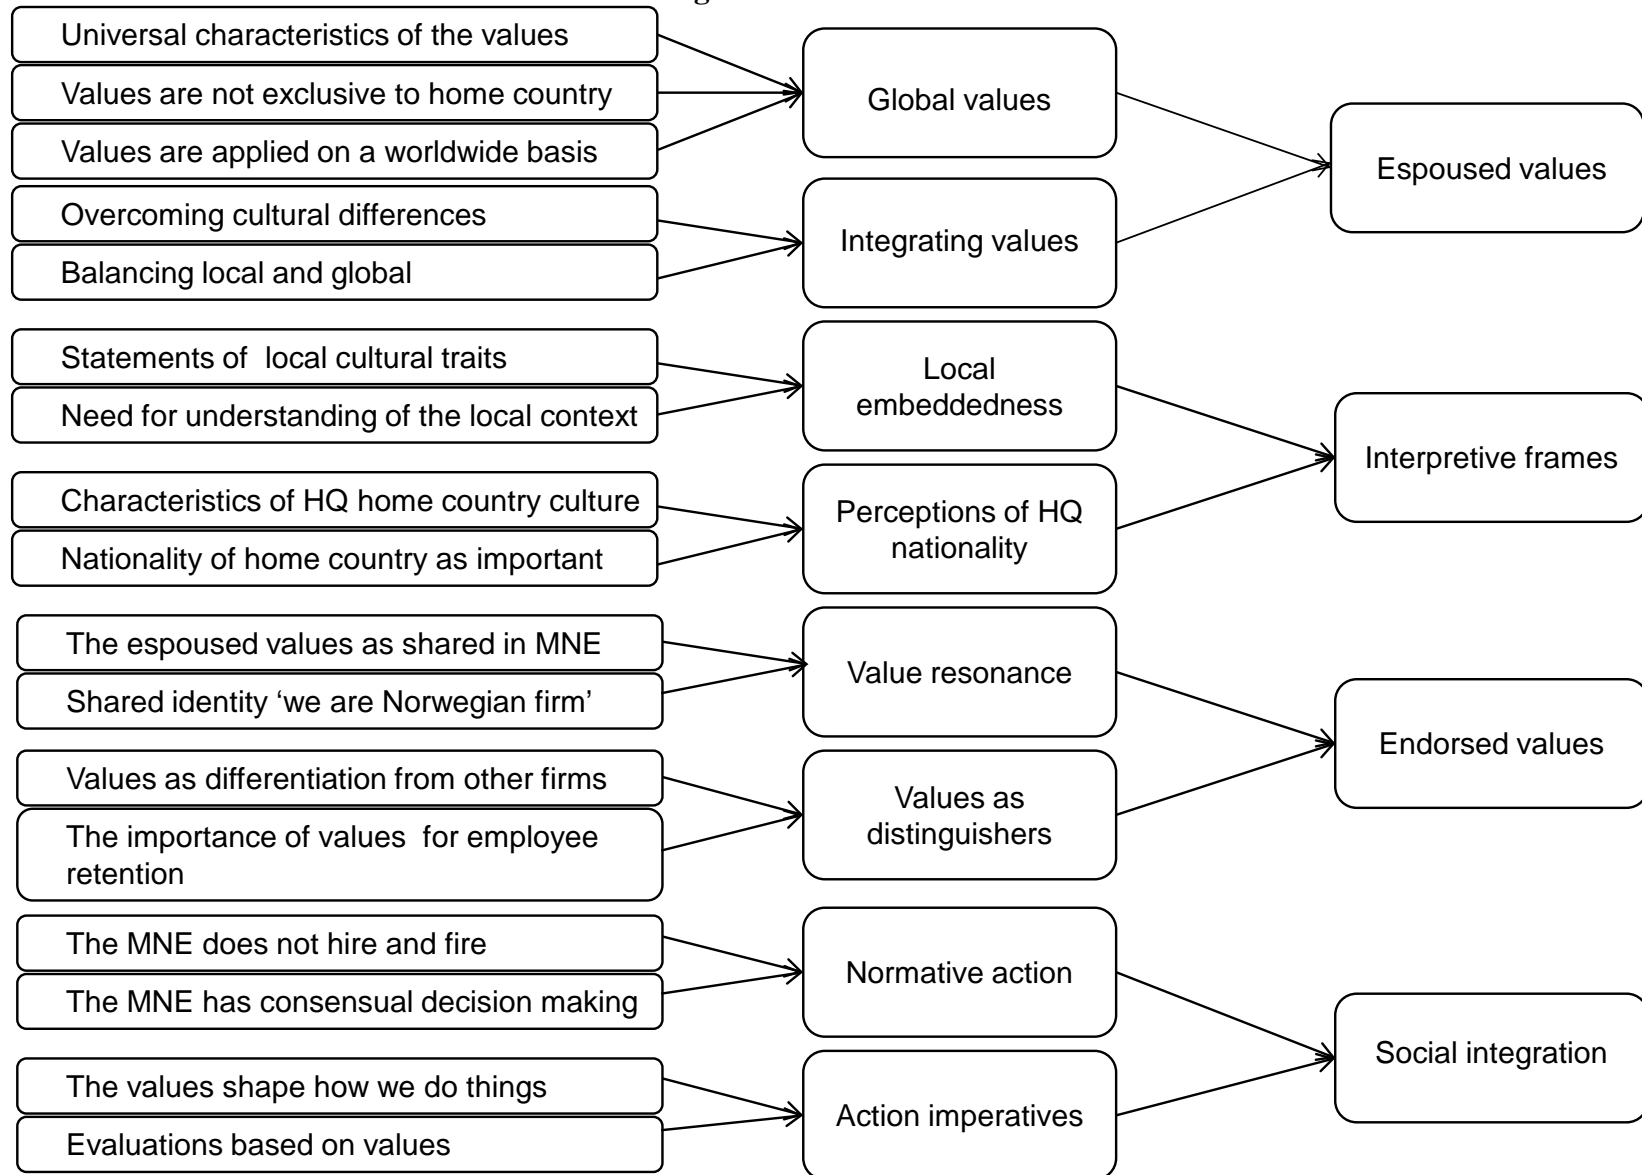 Universal characteristics of the values
Values are not exclusive to home country
Values are applied on a worldwide basis
Global values
Overcoming cultural differences
Balancing local and global
Integrating values
Espoused values
Statements of  local cultural traits
Need for understanding of the local context
Local
embeddedness
Characteristics of HQ home country culture
Nationality of home country as important
Perceptions of HQ
nationality
Interpretive frames
The espoused values as shared in MNE
Shared identity ‘we are Norwegian firm’
Value resonance
Values as differentiation from other firms
The importance of values  for employee
retention
Values as
distinguishers
Endorsed values
The MNE does not hire and fire
The MNE has consensual decision making
Normative action
The values shape how we do things
Evaluations based on values
Action imperatives
Social integration